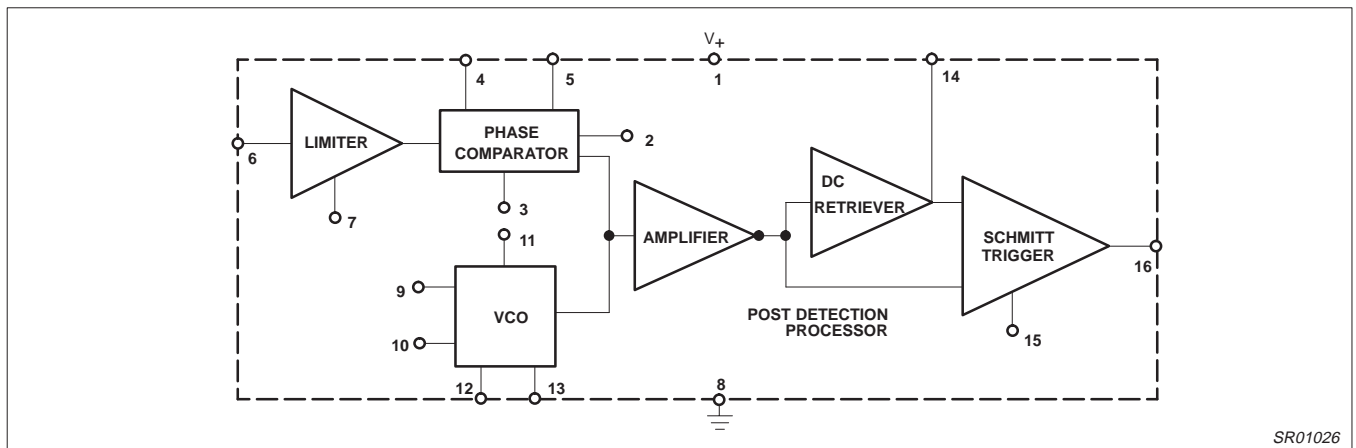 V+
4
5
1
14
LIMITER
PHASE
COMPARATOR
2
6
DC
RETRIEVER
7
3
11
AMPLIFIER
SCHMITT
TRIGGER
16
9
VCO
POST DETECTION
PROCESSOR
15
10
12
13
8
SR01026